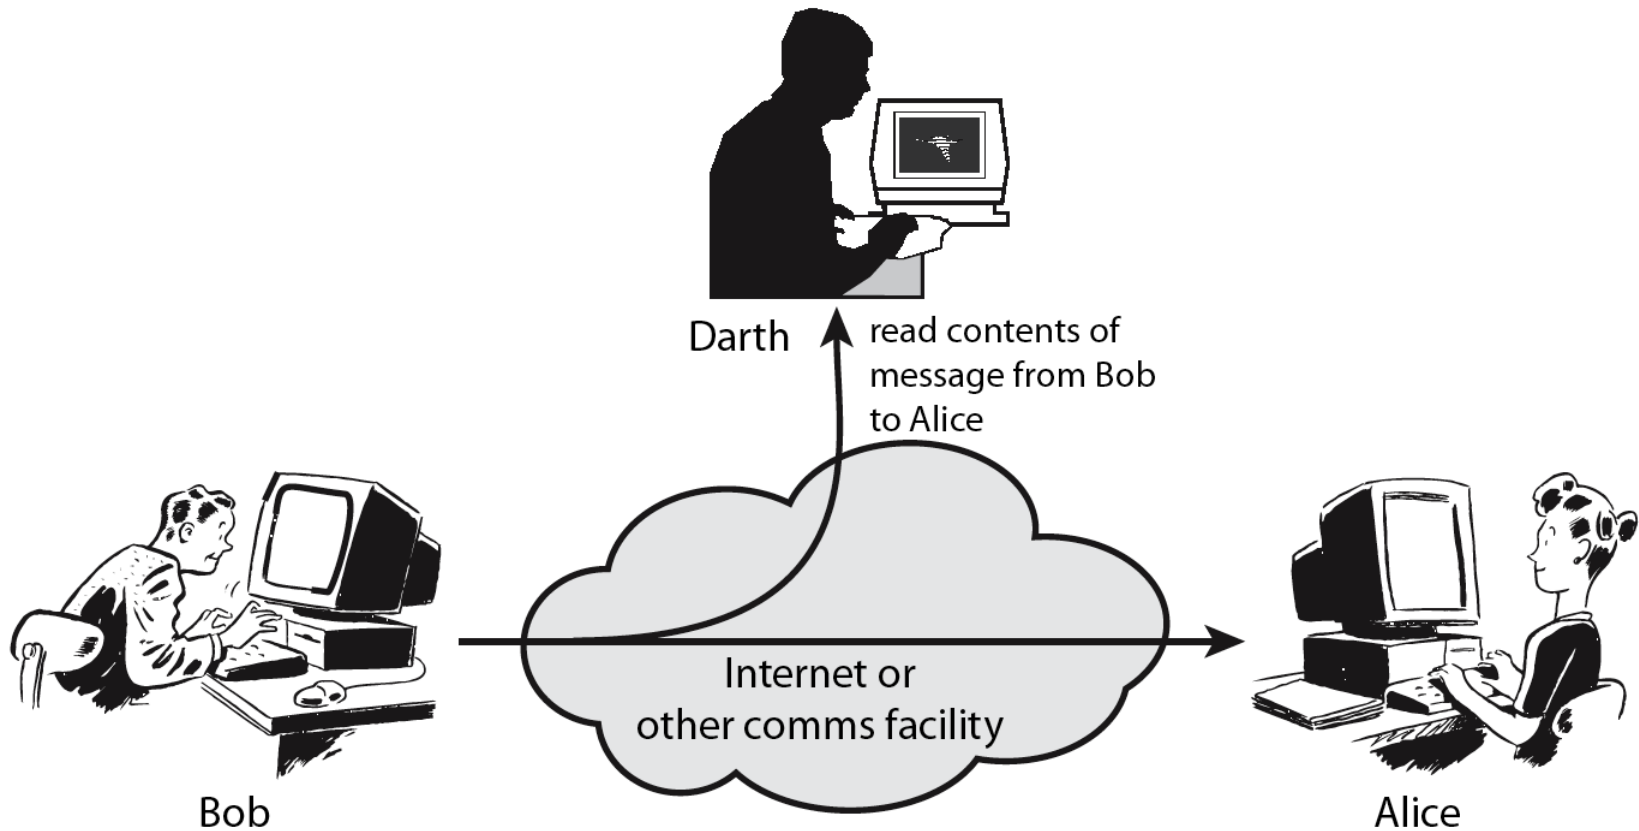 Darth
read contents of
message from Bob
to Alice
Internet or
other comms facility
Bob
Alice